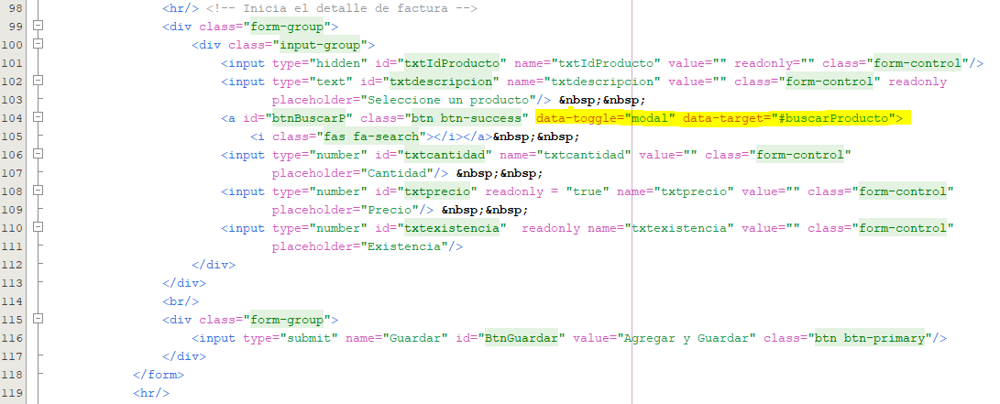 98 <hr/> <!-- Inicia el detalle de factura -->
99 <div class="form-group">
100 <div class="input-group">
101 <input type="hidden" id="txtIdProducto" name="txtIdProducto" value="" readonly="" class="form-control"/>
102 <input type="text" id="txtdescripcion" name="txtdescripcion" value="" class="form-control" readonly
103 placeholder="Seleccione un producto"/> &nbsp;&nbsp;
104 <a id="btnBuscarP" class="btn btn-success" data-toggle="modal" data-target="#buscarProducto">
105 <i class="fas fa-search"></i></a>&nbsp;&nbsp;
106 <input type="number" id="txtcantidad" name="txtcantidad" value="" class="form-control"
107 placeholder="Cantidad"/> &nbsp;&nbsp;
108 <input type="number" id="txtprecio" readonly = "true" name="txtprecio" value="" class="form-control"
109 placeholder="Precio"/> &nbsp;&nbsp;
110 <input type="number" id="txtexistencia"  readonly name="txtexistencia" value="" class="form-control"
111 placeholder="Existencia"/>
112 </div>
113 </div>
114 <br/>
115 <div class="form-group">
116 <input type="submit" name="Guardar" id="BtnGuardar" value="Agregar y Guardar" class="btn btn-primary"/>
117 </div>
118 </form>
119 <hr/>